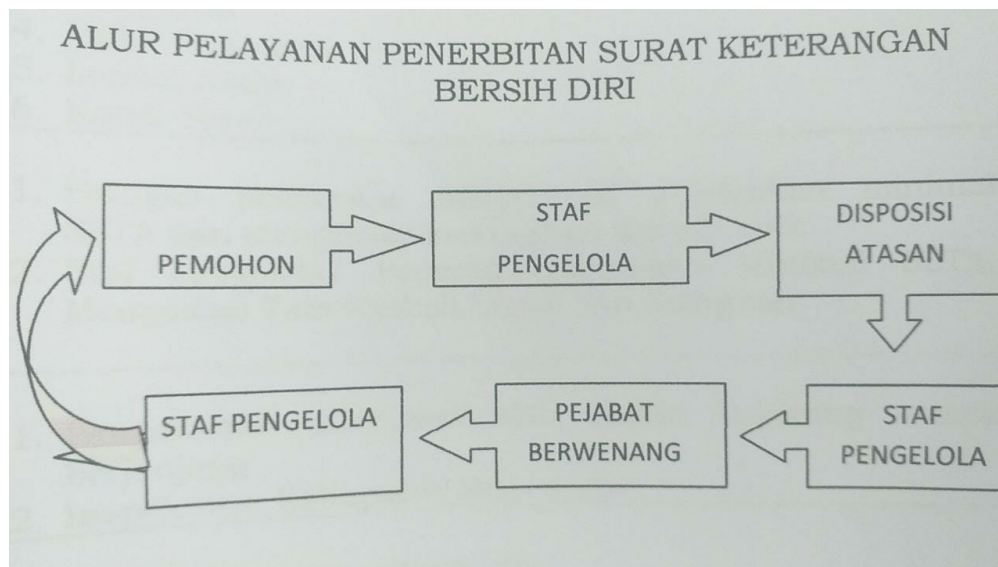 ALUR PELAYANAN PENERBITAN SURAT KETERANGAN
BERSIH DIRI
PEMOHON
STAF
PENGELOLA
DISPOSISI
ATASAN
STAF
PENGELOLA
PEJABAT
BERWENANG
STAF PENGELOLA